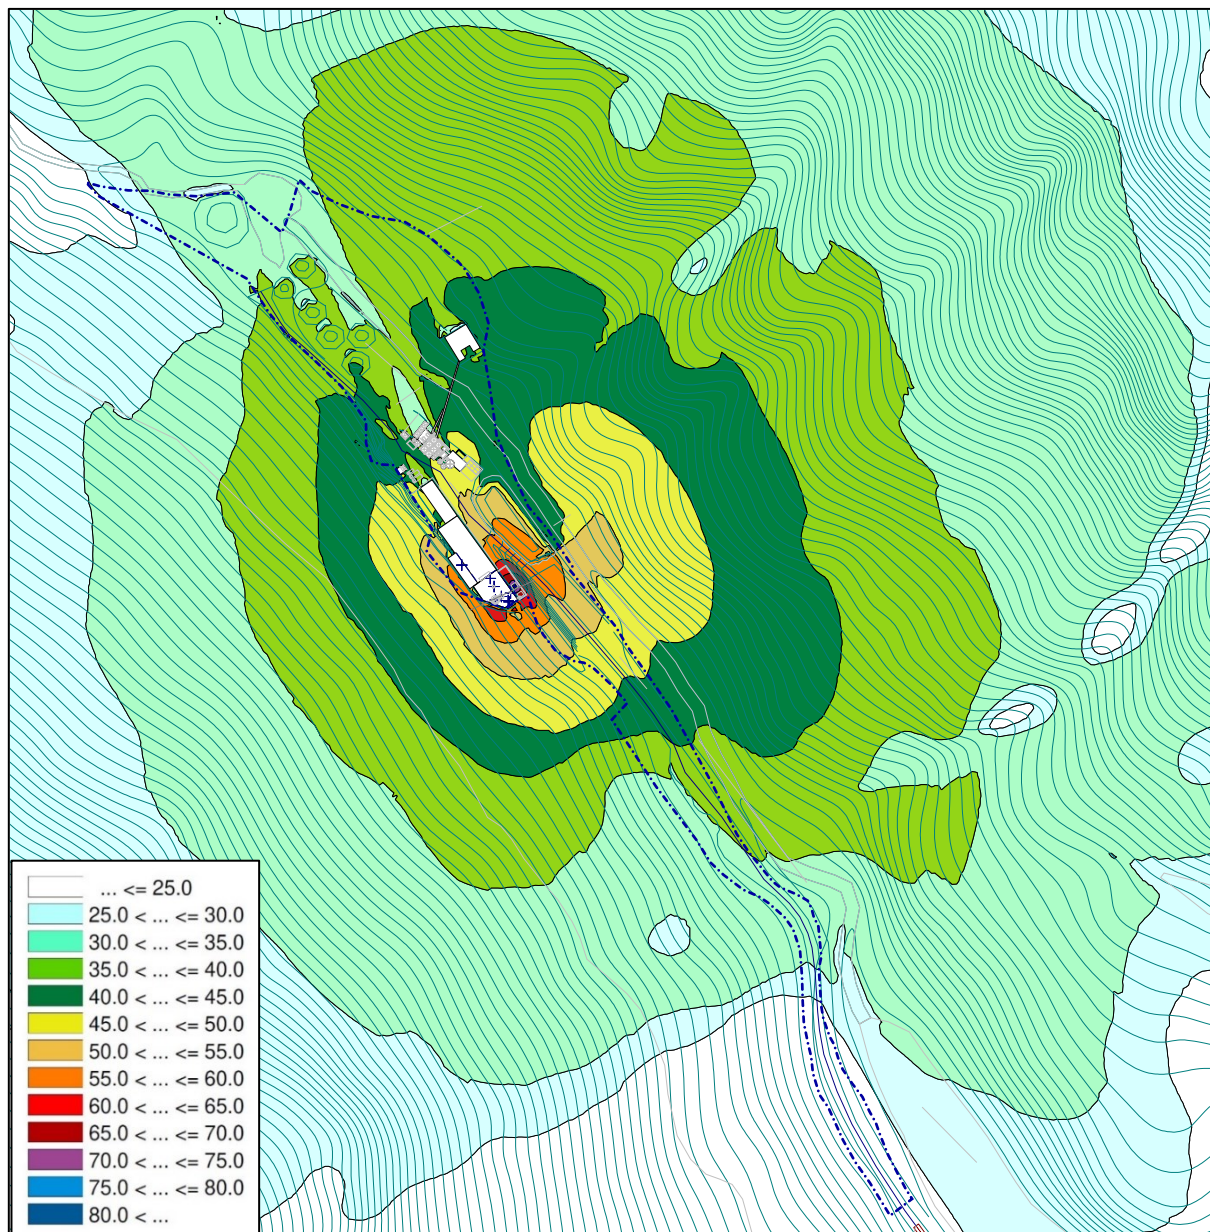 ... <= 25.0
25.0 < ... <= 30.0
30.0 < ... <= 35.0
35.0 < ... <= 40.0
40.0 < ... <= 45.0
45.0 < ... <= 50.0
50.0 < ... <= 55.0
55.0 < ... <= 60.0
60.0 < ... <= 65.0
65.0 < ... <= 70.0
70.0 < ... <= 75.0
75.0 < ... <= 80.0
80.0 < ...